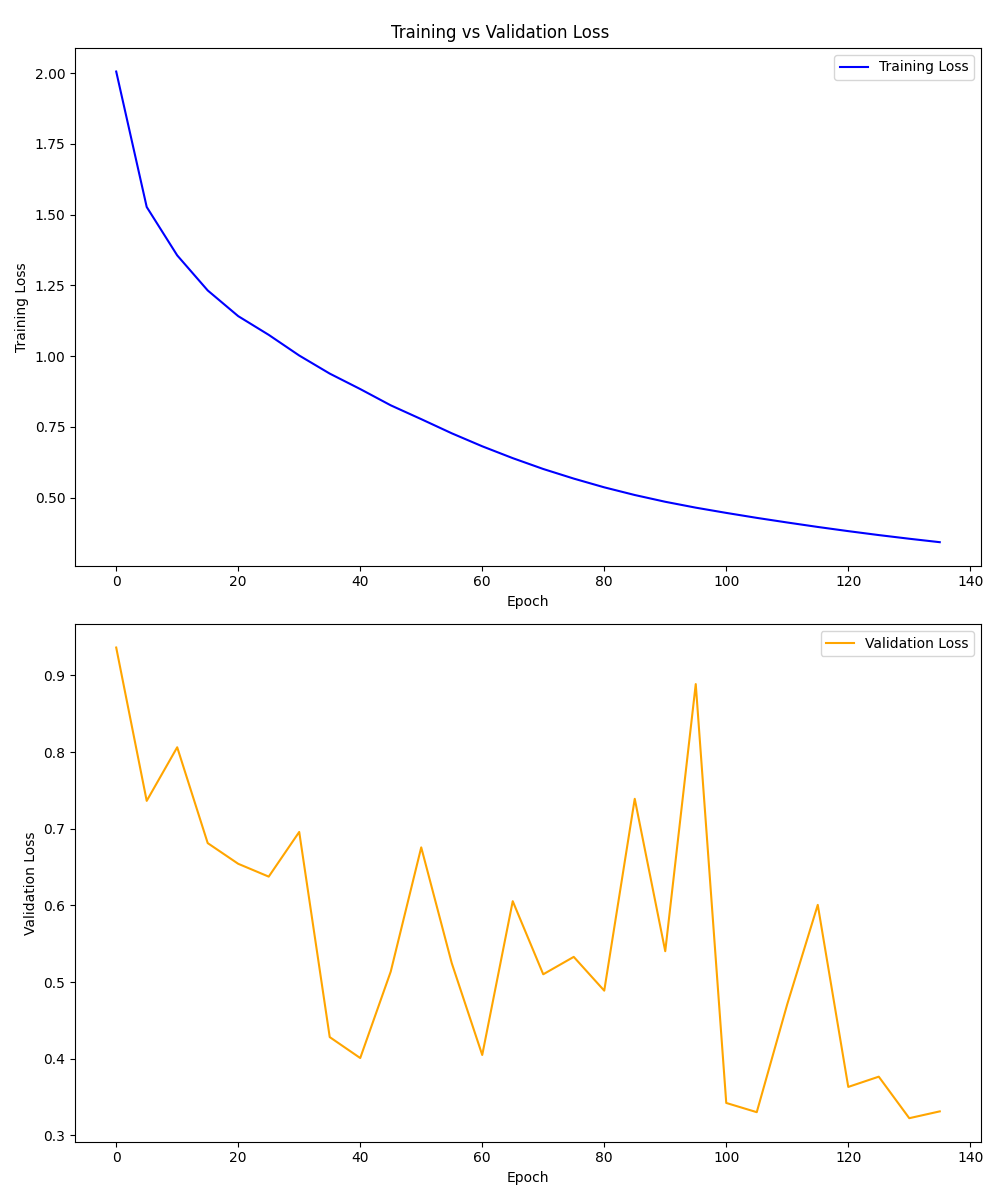 Training vs Validation Loss
Training Loss
2.00
1.75
1.50
1.25
1.00
0.75
0.50
Training Loss
0 20 40 60 80 100 120 140
Epoch
Validation Loss
0.9
0.8
0.7
0.6
0.5
0.4
0.3
Validation Loss
0 20 40 60 80 100 120 140
Epoch